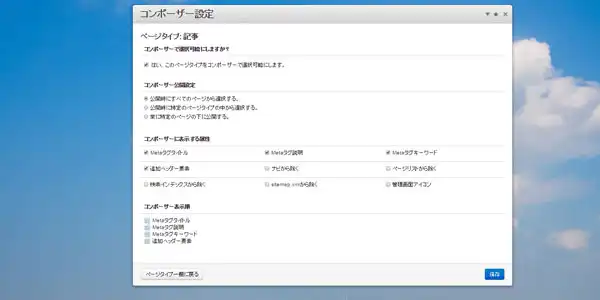 コンポーザー設定
ページタイプ: 記事
コンポーザーで選択可能にしますか?
はい、このページタイプをコンポーザーで選択可能にします。
コンポーザー公開設定
公開時にすべてのページから選択する。
公開時に特定のページタイプの中から選択する。
常に特定のページの下に公開する。
コンポーザーに表示する属性
Metaタグタイトル Metaタグ説明 Metaタグキーワード
追加ヘッダー要素 ナビから除く ページリストから除く
検索インデックスから除く sitemap.xmlから除く 管理画面アイコン
コンポーザー表示順
Metaタグタイトル
Metaタグ説明
Metaタグキーワード
追加ヘッダー要素
ページタイプ一覧に戻る 保存